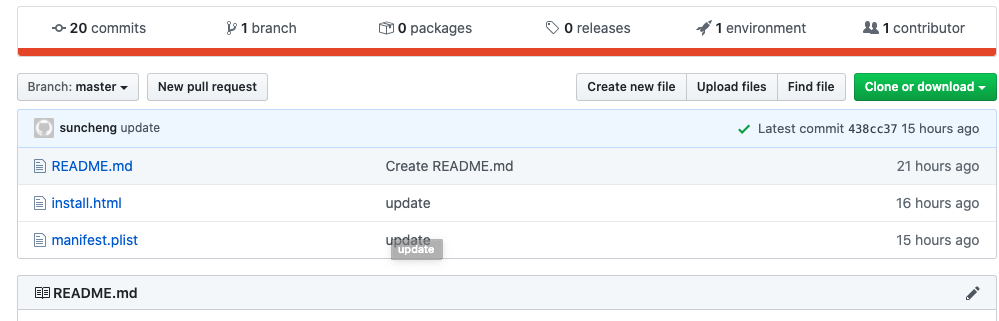 20 commits 1 branch 0 packages 0 releases 1 environment 1 contributor
Branch: master New pull request Create new file Upload files Find file Clone or download
suncheng update Latest commit 438cc37 15 hours ago
README.md Create README.md 21 hours ago
install.html update 16 hours ago
manifest.plist update 15 hours ago
update
README.md